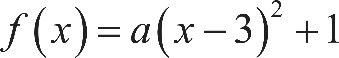 f(x) = a(x − 3)² + 1